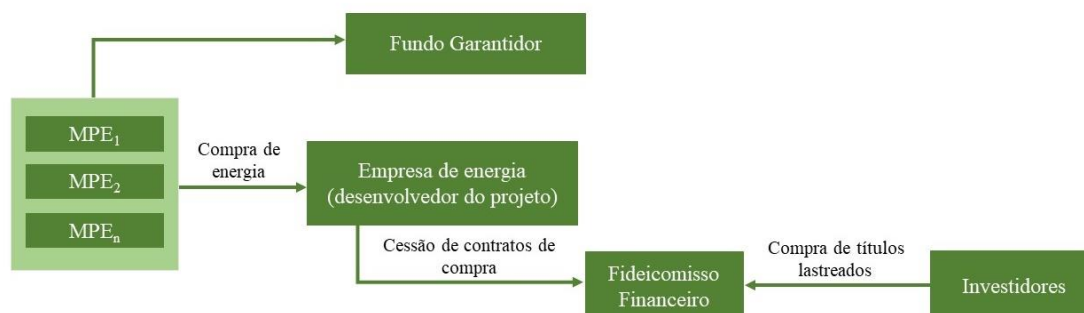 Fundo Garantidor
MPE₁
MPE₂
MPEₙ
Compra de
energia
Empresa de energia
(desenvolvedor do projeto)
Cessão de contratos de
compra
Fideicomisso
Financeiro
Compra de títulos
lastreados
Investidores